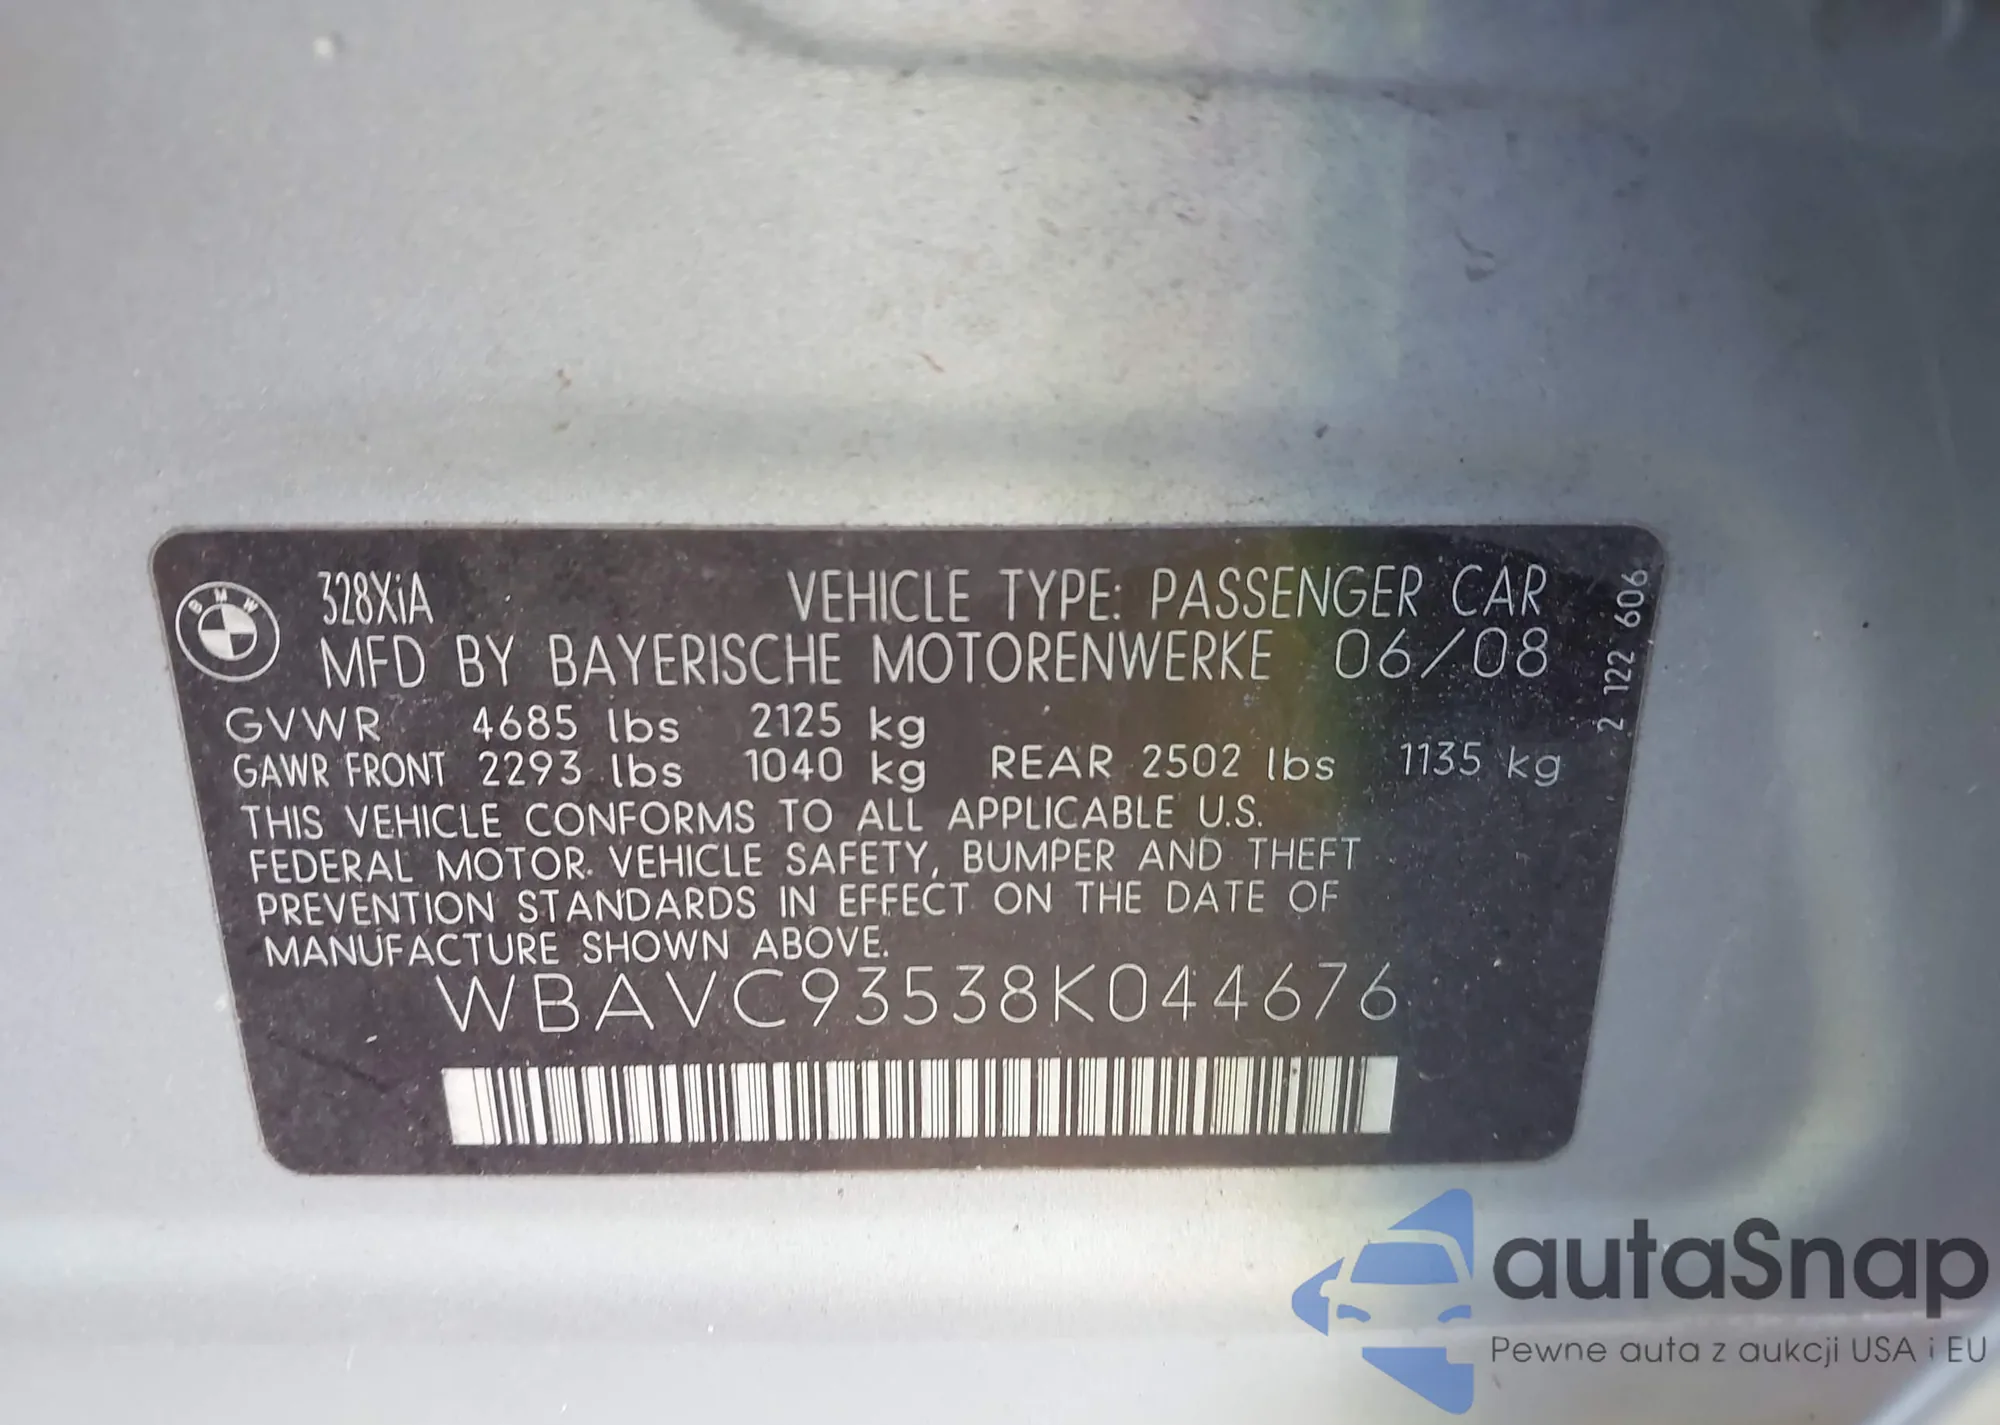 BMW
328XiA VEHICLE TYPE: PASSENGER CAR
MFD BY BAYERISCHE MOTORENWERKE 06/08
GVWR 4685 lbs 2125 kg
GAWR FRONT 2293 lbs 1040 kg REAR 2502 lbs 1135 kg
THIS VEHICLE CONFORMS TO ALL APPLICABLE U.S.
FEDERAL MOTOR VEHICLE SAFETY, BUMPER AND THEFT
PREVENTION STANDARDS IN EFFECT ON THE DATE OF
MANUFACTURE SHOWN ABOVE.
WBAVC93538K044676
2 122 606
autaSnap
Pewne auta z aukcji USA i EU